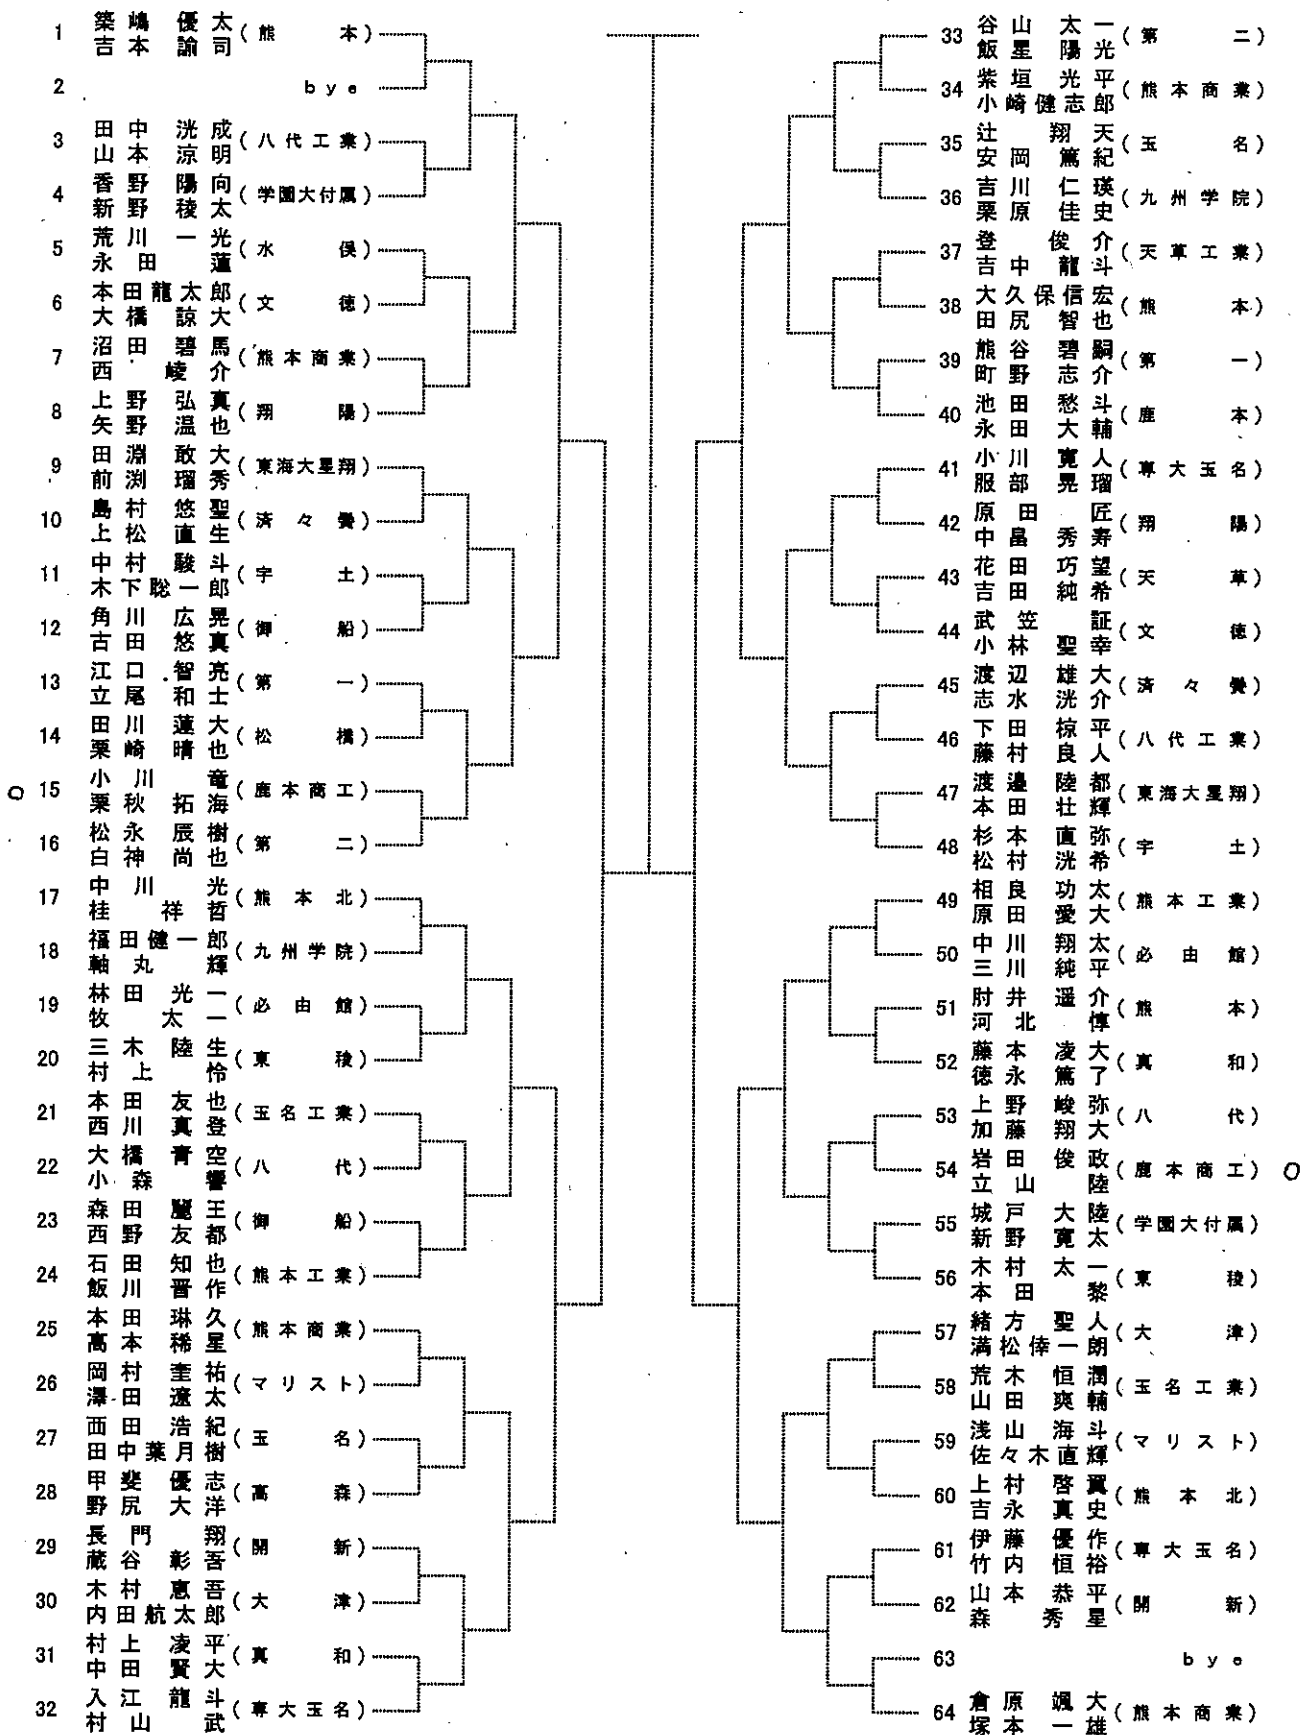 1 築嶋優太 (熊本)
吉本諭司
2 bye
3 田中洸成 (八代工業)
山本涼明
4 香野陽向 (学園大付属)
新野稜太
5 荒川一光 (水俣)
永田蓮
6 本田龍太郎 (文徳)
大橋諒大
7 沼田碧馬 (熊本商業)
西崚介
8 上野弘真 (翔陽)
矢野温也
9 田淵敢大 (東海大星翔)
前渕瑠秀
10 島村悠聖 (済々黌)
上松直生
11 中村駿斗 (宇土)
木下聡一郎
12 角川広晃 (御船)
古田悠真
13 江口智亮 (第一)
立尾和士
14 田川蓮大 (松橋)
栗崎晴也
15 小川竜 (鹿本商工)
栗秋拓海
16 松永辰樹 (第二)
白神尚也
17 中川光 (熊本北)
桂祥哲
18 福田健一郎 (九州学院)
軸丸輝
19 林田光一 (必由館)
牧太一
20 三木陸生 (東稜)
村上怜
21 本田友也 (玉名工業)
西川真登
22 大橋青空 (八代)
小森響
23 森田麗王 (御船)
西野友都
24 石田知也 (熊本工業)
飯川晋作
25 本田琳久 (熊本商業)
高本稀星
26 岡村奎祐 (マリスト)
澤田遼太
27 西田浩紀 (玉名)
田中葉月樹
28 甲斐優志 (高森)
野尻大洋
29 長門翔 (開新)
蔵谷彰吾
30 木村恵吾 (大津)
内田航太郎
31 村上凌平 (真和)
中田賢大
32 入江龍斗 (専大玉名)
村山武
33 谷山太一 (第二)
飯星陽光
34 紫垣光平 (熊本商業)
小崎健志郎
35 辻翔天 (玉名)
安岡篤紀
36 吉川仁瑛 (九州学院)
栗原佳史
37 登俊介 (天草工業)
吉中龍斗
38 大久保信宏 (熊本)
田尻智也
39 熊谷碧嗣 (第一)
町野志介
40 池田愁斗 (鹿本)
永田大輔
41 小川寛人 (専大玉名)
服部晃瑠
42 原田匠 (翔陽)
中畠秀寿
43 花田巧望 (天草)
吉田純希
44 武笠証 (文徳)
小林聖幸
45 渡辺雄大 (済々黌)
志水洸介
46 下田椋平 (八代工業)
藤村良人
47 渡邉陸都 (東海大星翔)
本田壮輝
48 杉本直弥 (宇土)
松村洸希
49 相良功太 (熊本工業)
原田愛大
50 中川翔太 (必由館)
三川純平
51 肘井遥介 (熊本)
河北惇
52 藤本凌大 (真和)
徳永篤了
53 上野峻弥 (八代)
加藤翔大
54 岩田俊政 (鹿本商工)
立山陸
55 城戸大陸 (学園大付属)
新野寛太
56 木村太一 (東稜)
本田黎
57 緒方聖人 (大津)
満松倖一朗
58 荒木恒潤 (玉名工業)
山田爽輔
59 浅山海斗 (マリスト)
佐々木直輝
60 上村啓翼 (熊本北)
吉永真史
61 伊藤優作 (専大玉名)
竹内恒裕
62 山本恭平 (開新)
森秀星
63 bye
64 倉原颯大 (熊本商業)
塚本一雄